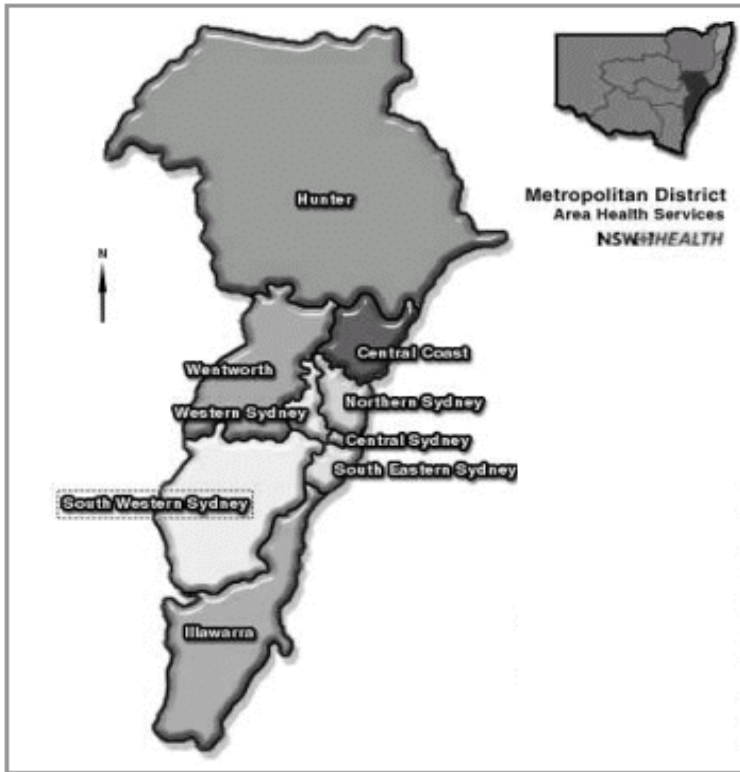 Hunter
Metropolitan District
Area Health Services
NSW HEALTH
N
Central Coast
Wentworth
Northern Sydney
Western Sydney
Central Sydney
South Eastern Sydney
South Western Sydney
Illawarra